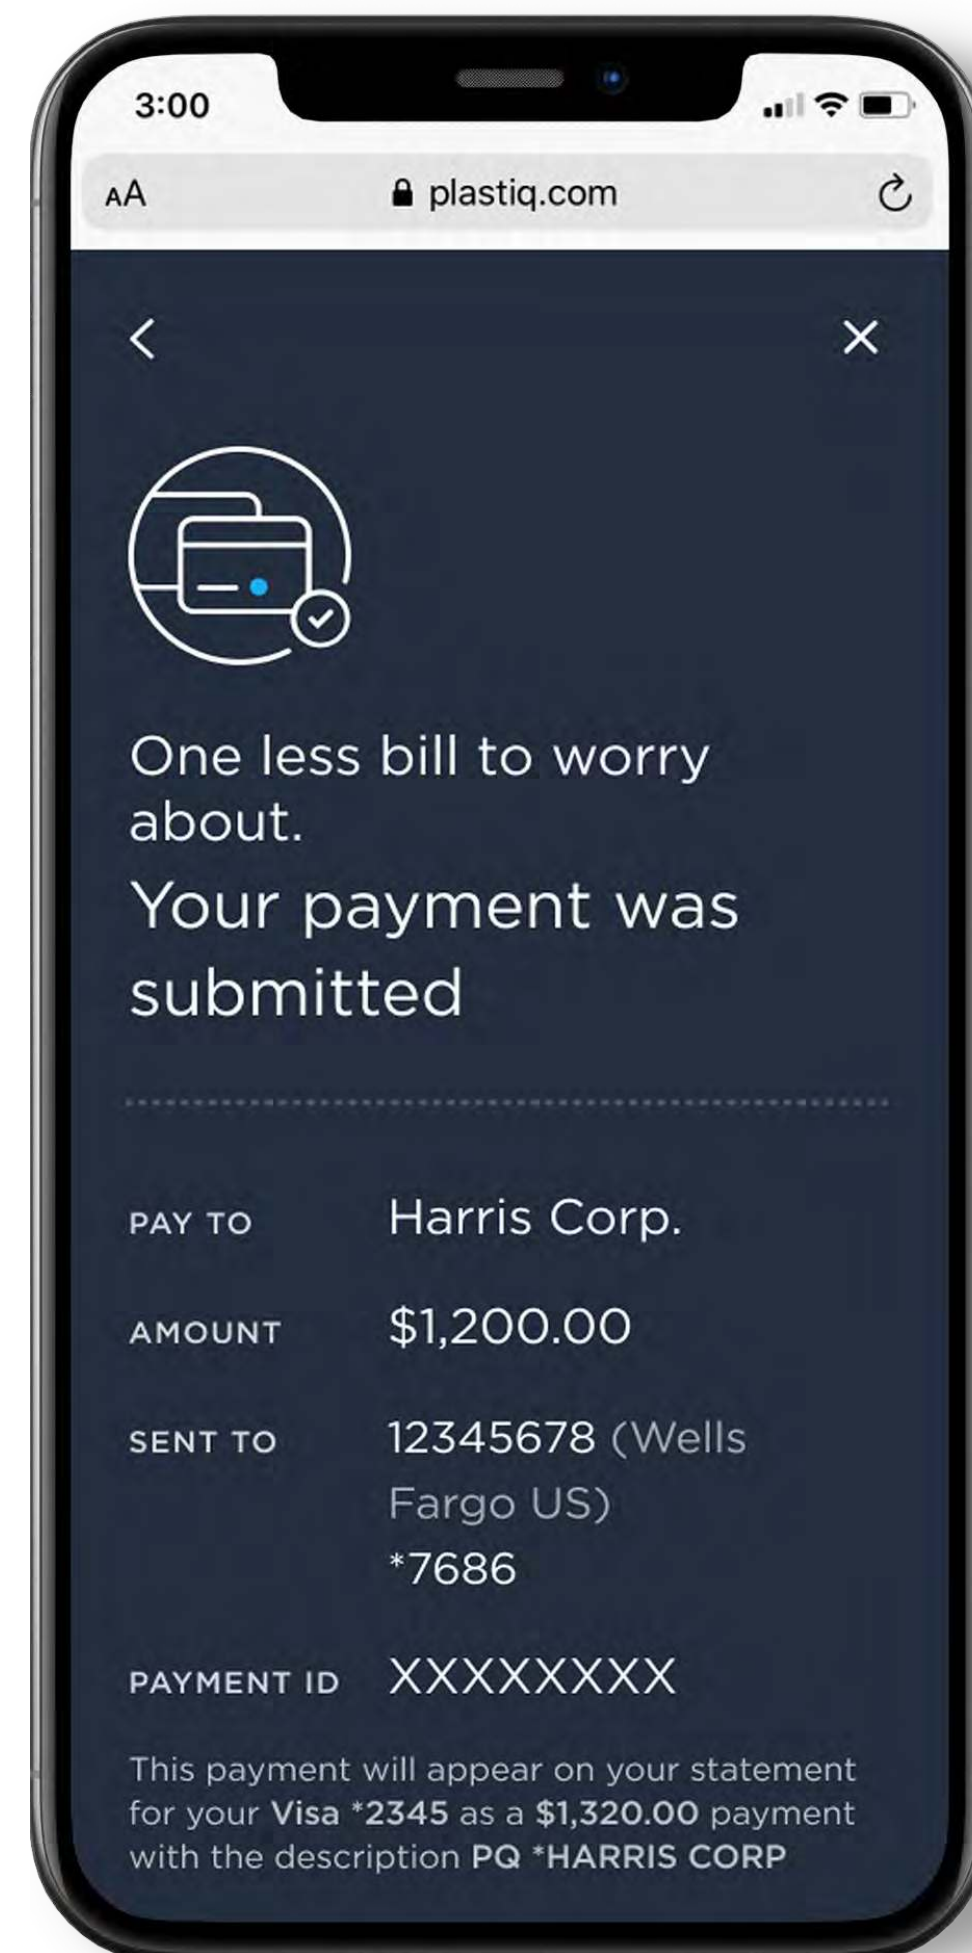 3:00
AA plastiq.com
One less bill to worry
about.
Your payment was
submitted
PAY TO Harris Corp.
AMOUNT $1,200.00
SENT TO 12345678 (Wells
Fargo US)
*7686
PAYMENT ID XXXXXXXX
This payment will appear on your statement
for your Visa *2345 as a $1,320.00 payment
with the description PQ *HARRIS CORP